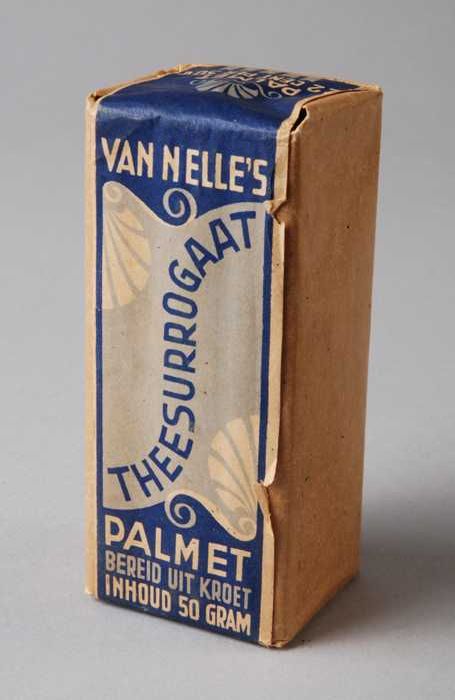 VAN NELLE'S
THEESURROGAAT
PALMET
BEREID UIT KROET
INHOUD 50 GRAM